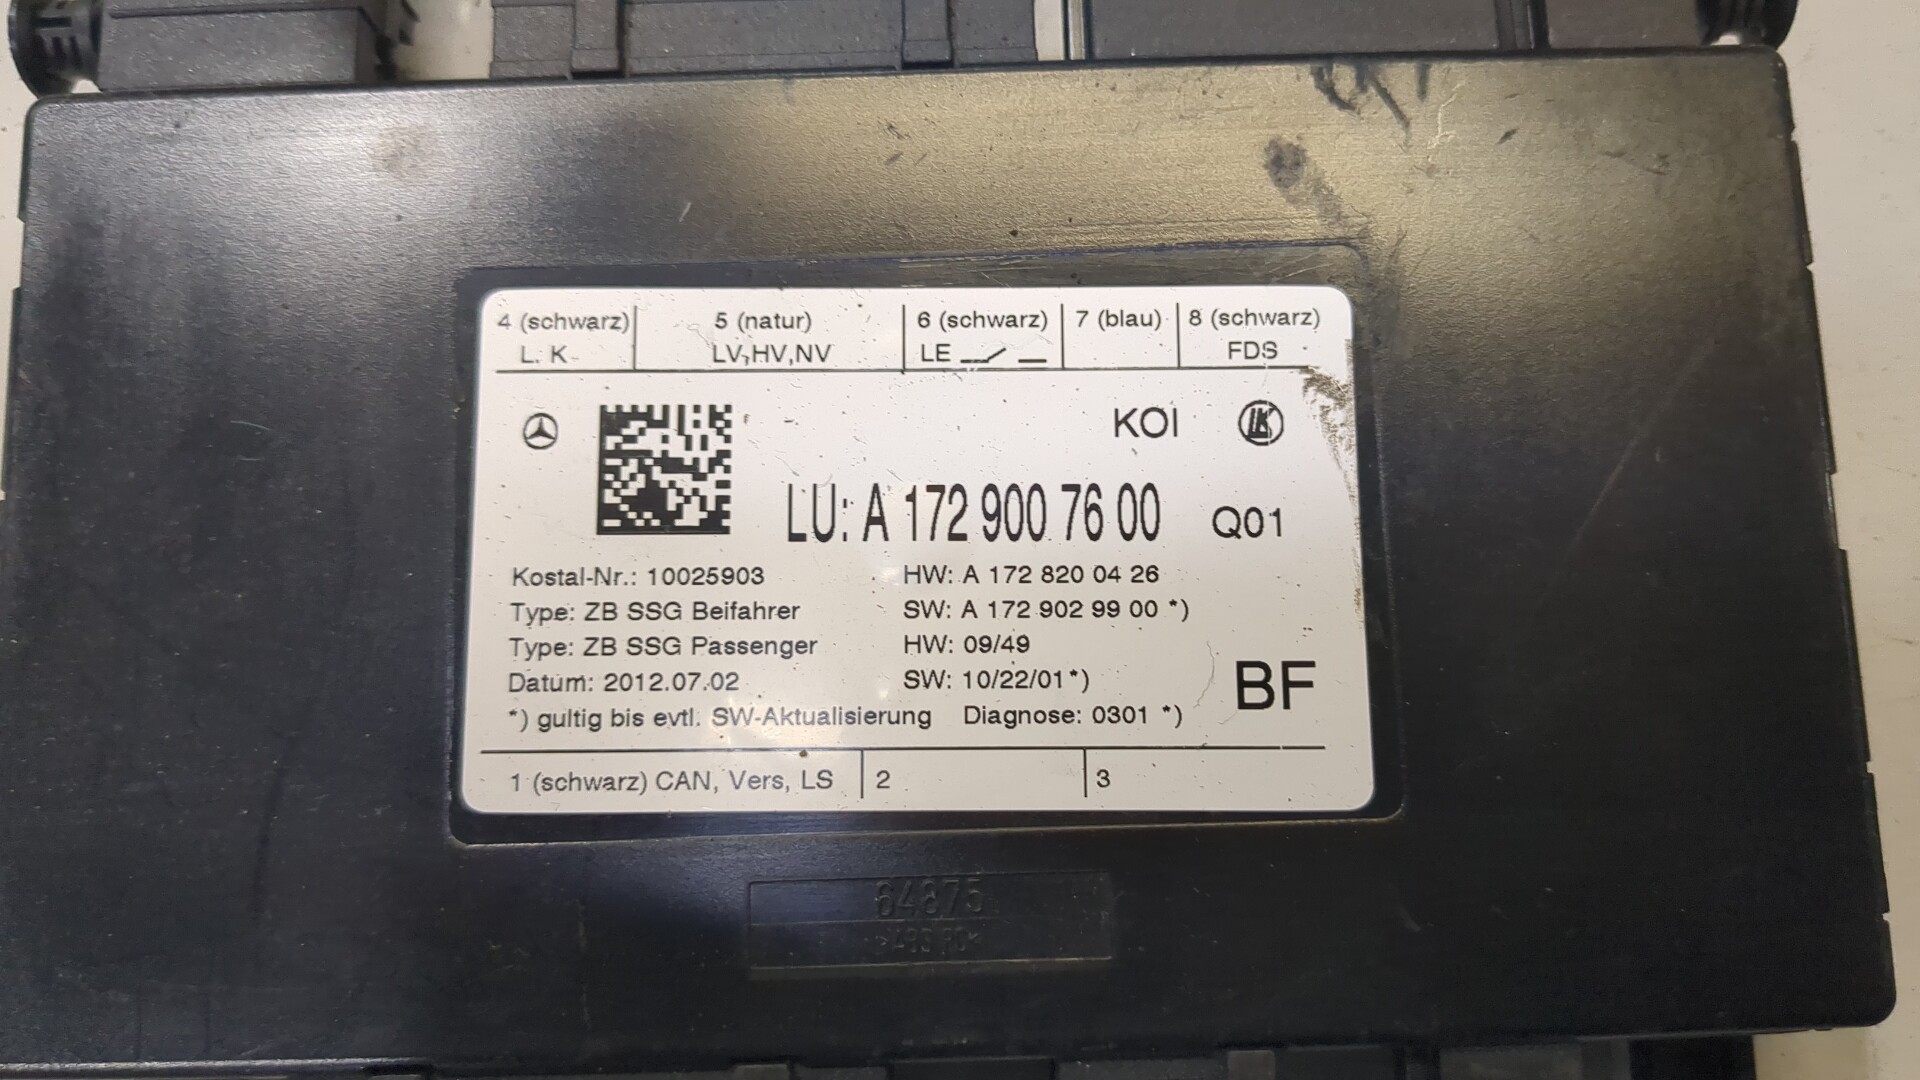 4 (schwarz) 5 (natur) 6 (schwarz) 7 (blau) 8 (schwarz)
L. K LV,HV,NV LE FDS
KOI LK
LU: A 172 900 76 00 Q01
Kostal-Nr.: 10025903 HW: A 172 820 04 26
Type: ZB SSG Beifahrer SW: A 172 902 99 00 *)
Type: ZB SSG Passenger HW: 09/49
Datum: 2012.07.02 SW: 10/22/01*)
BF
*) gultig bis evtl. SW-Aktualisierung Diagnose: 0301 *)
1 (schwarz) CAN, Vers, LS 2 3
64875